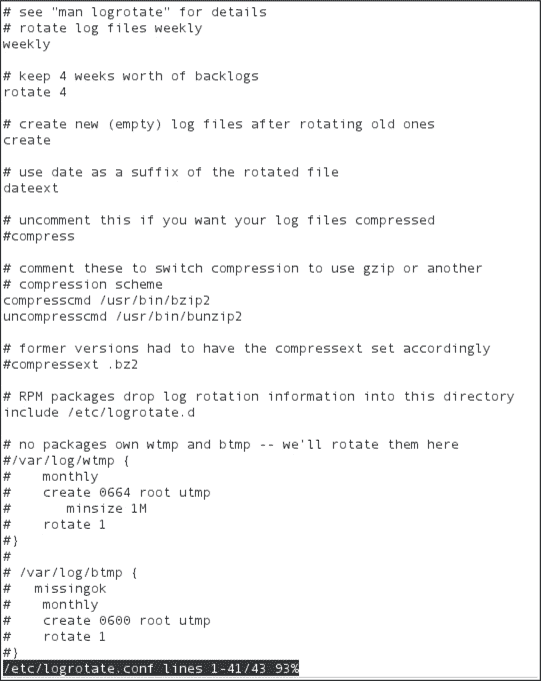 # see "man logrotate" for details
# rotate log files weekly
weekly

# keep 4 weeks worth of backlogs
rotate 4

# create new (empty) log files after rotating old ones
create

# use date as a suffix of the rotated file
dateext

# uncomment this if you want your log files compressed
#compress

# comment these to switch compression to use gzip or another
# compression scheme
compresscmd /usr/bin/bzip2
uncompresscmd /usr/bin/bunzip2

# former versions had to have the compressext set accordingly
#compressext .bz2

# RPM packages drop log rotation information into this directory
include /etc/logrotate.d

# no packages own wtmp and btmp -- we'll rotate them here
#/var/log/wtmp {
#    monthly
#    create 0664 root utmp
#       minsize 1M
#    rotate 1
#}
#
# /var/log/btmp {
#   missingok
#    monthly
#    create 0600 root utmp
#    rotate 1
#}
/etc/logrotate.conf lines 1-41/43 93%